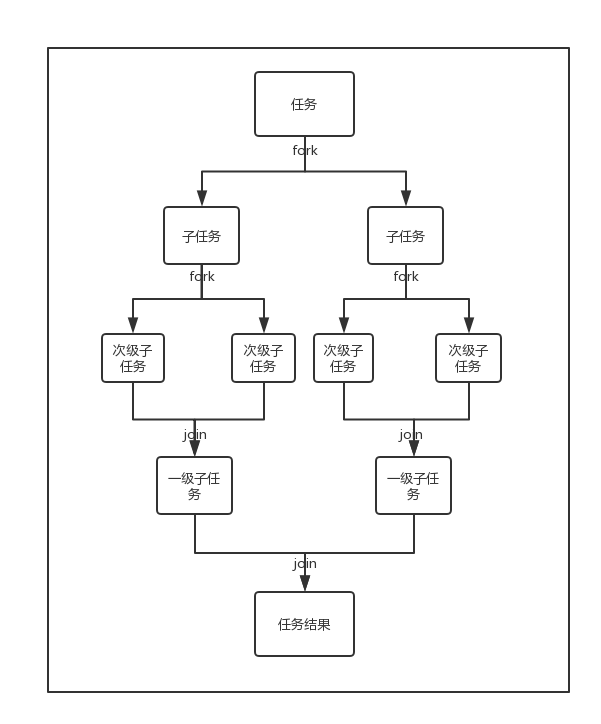 任务
fork
子任务
子任务
fork
fork
次级子
任务
次级子
任务
次级子
任务
次级子
任务
join
join
一级子任
务
一级子任
务
join
任务结果